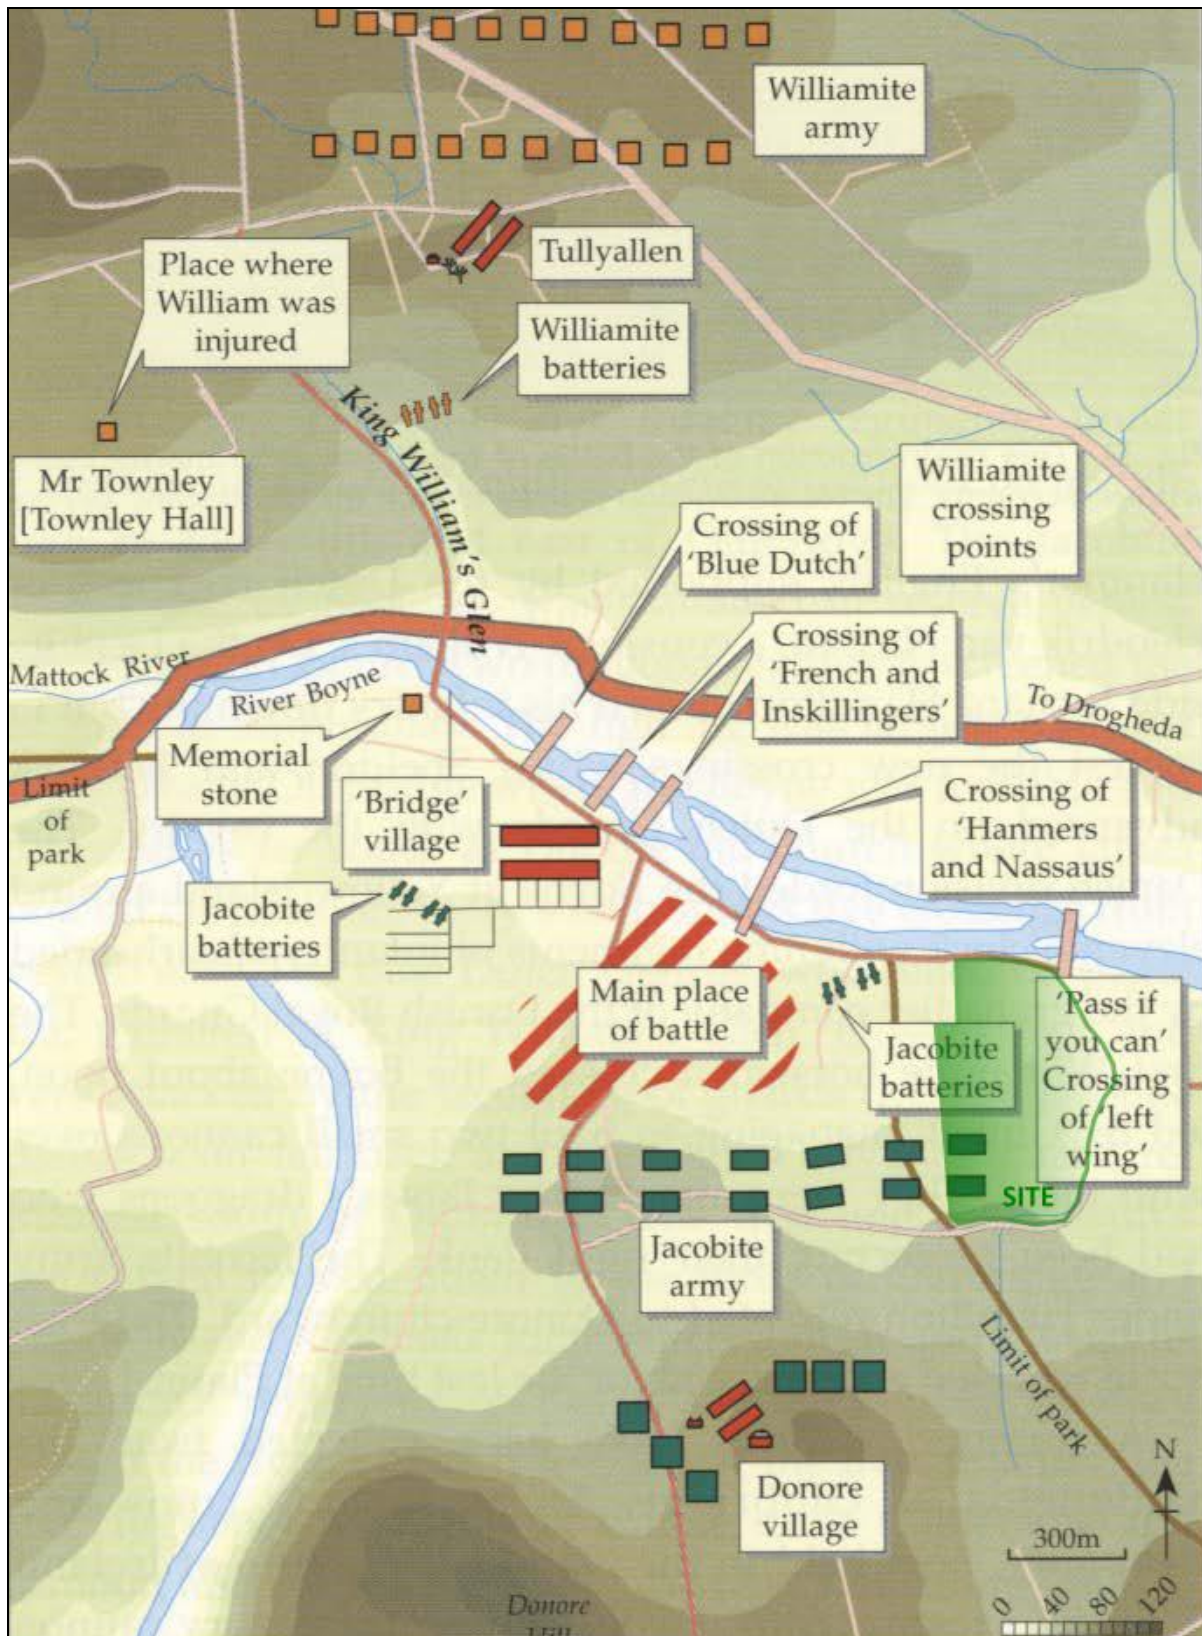 Williamite
army
Tullyallen
Place where
William was
injured
Williamite
batteries
King William's Glen
Mr Townley
[Townley Hall]
Williamite
crossing
points
Crossing of
'Blue Dutch'
Crossing of
'French and
Inskillingers'
Mattock River
River Boyne
To Drogheda
Memorial
stone
Limit
of
park
'Bridge'
village
Crossing of
'Hanmers
and Nassaus'
Jacobite
batteries
Main place
of battle
Jacobite
batteries
'Pass if
you can'
Crossing
of 'left
wing'
SITE
Jacobite
army
Limit of park
Donore
village
N
300m
0 40 80 120
Donore
Hill